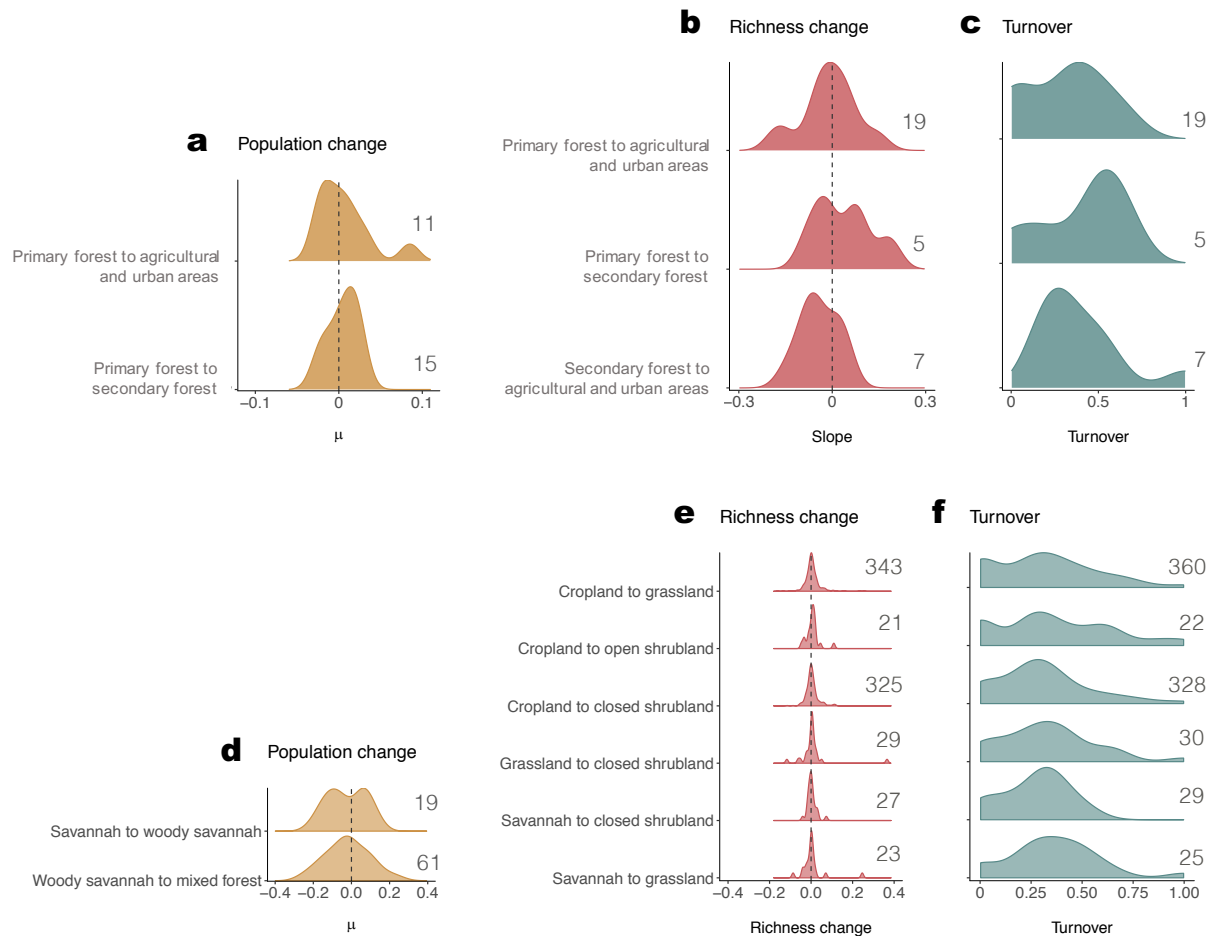 a Population change
11
Primary forest to agricultural
and urban areas
15
Primary forest to
secondary forest
−0.1 0 0.1
μ
b Richness change
19
Primary forest to agricultural
and urban areas
5
Primary forest to
secondary forest
7
Secondary forest to
agricultural and urban areas
−0.3 0 0.3
Slope
c Turnover
19
5
7
0 0.5 1
Turnover
d Population change
19
Savannah to woody savannah
61
Woody savannah to mixed forest
−0.4 −0.2 0.0 0.2 0.4
μ
e Richness change
343
Cropland to grassland
21
Cropland to open shrubland
325
Cropland to closed shrubland
29
Grassland to closed shrubland
27
Savannah to closed shrubland
23
Savannah to grassland
−0.4 −0.2 0.0 0.2 0.4
Richness change
f Turnover
360
22
328
30
29
25
0 0.25 0.50 0.75 1.00
Turnover